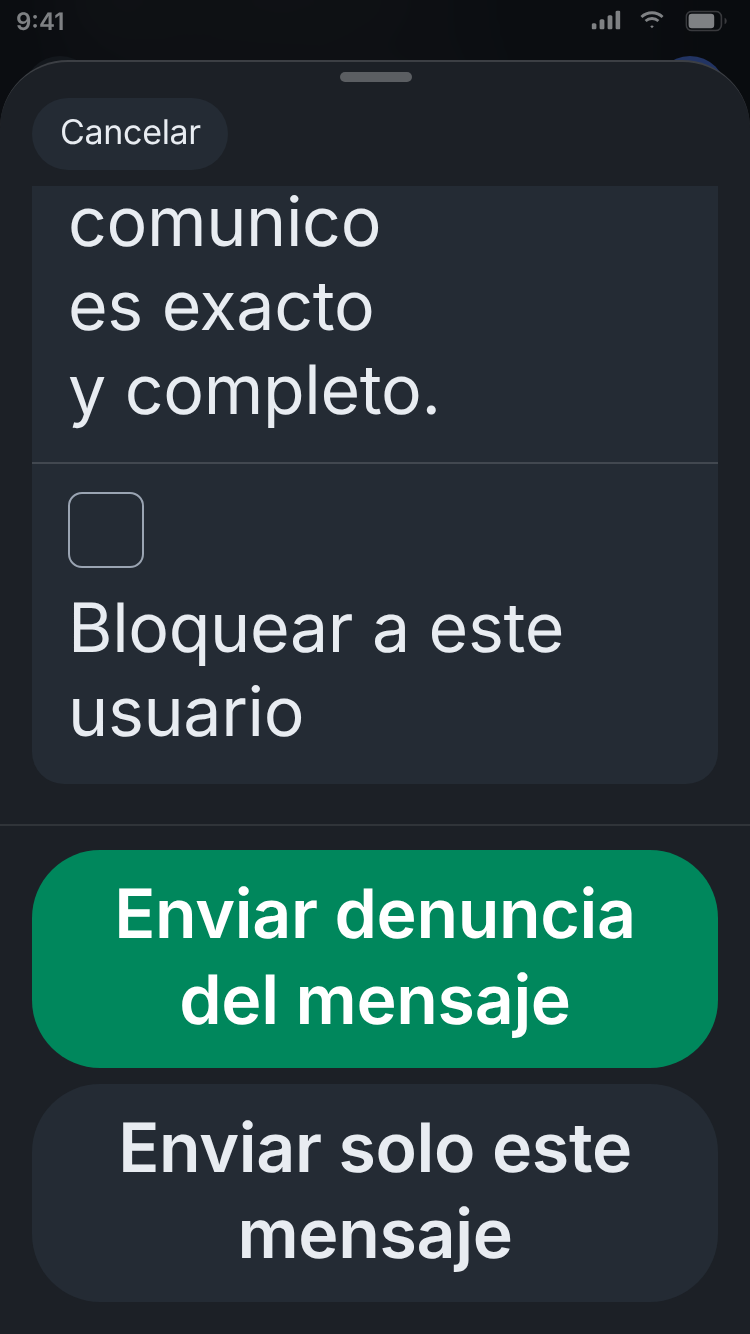 9:41
Cancelar
comunico
es exacto
y completo.
Bloquear a este
usuario
Enviar denuncia
del mensaje
Enviar solo este
mensaje